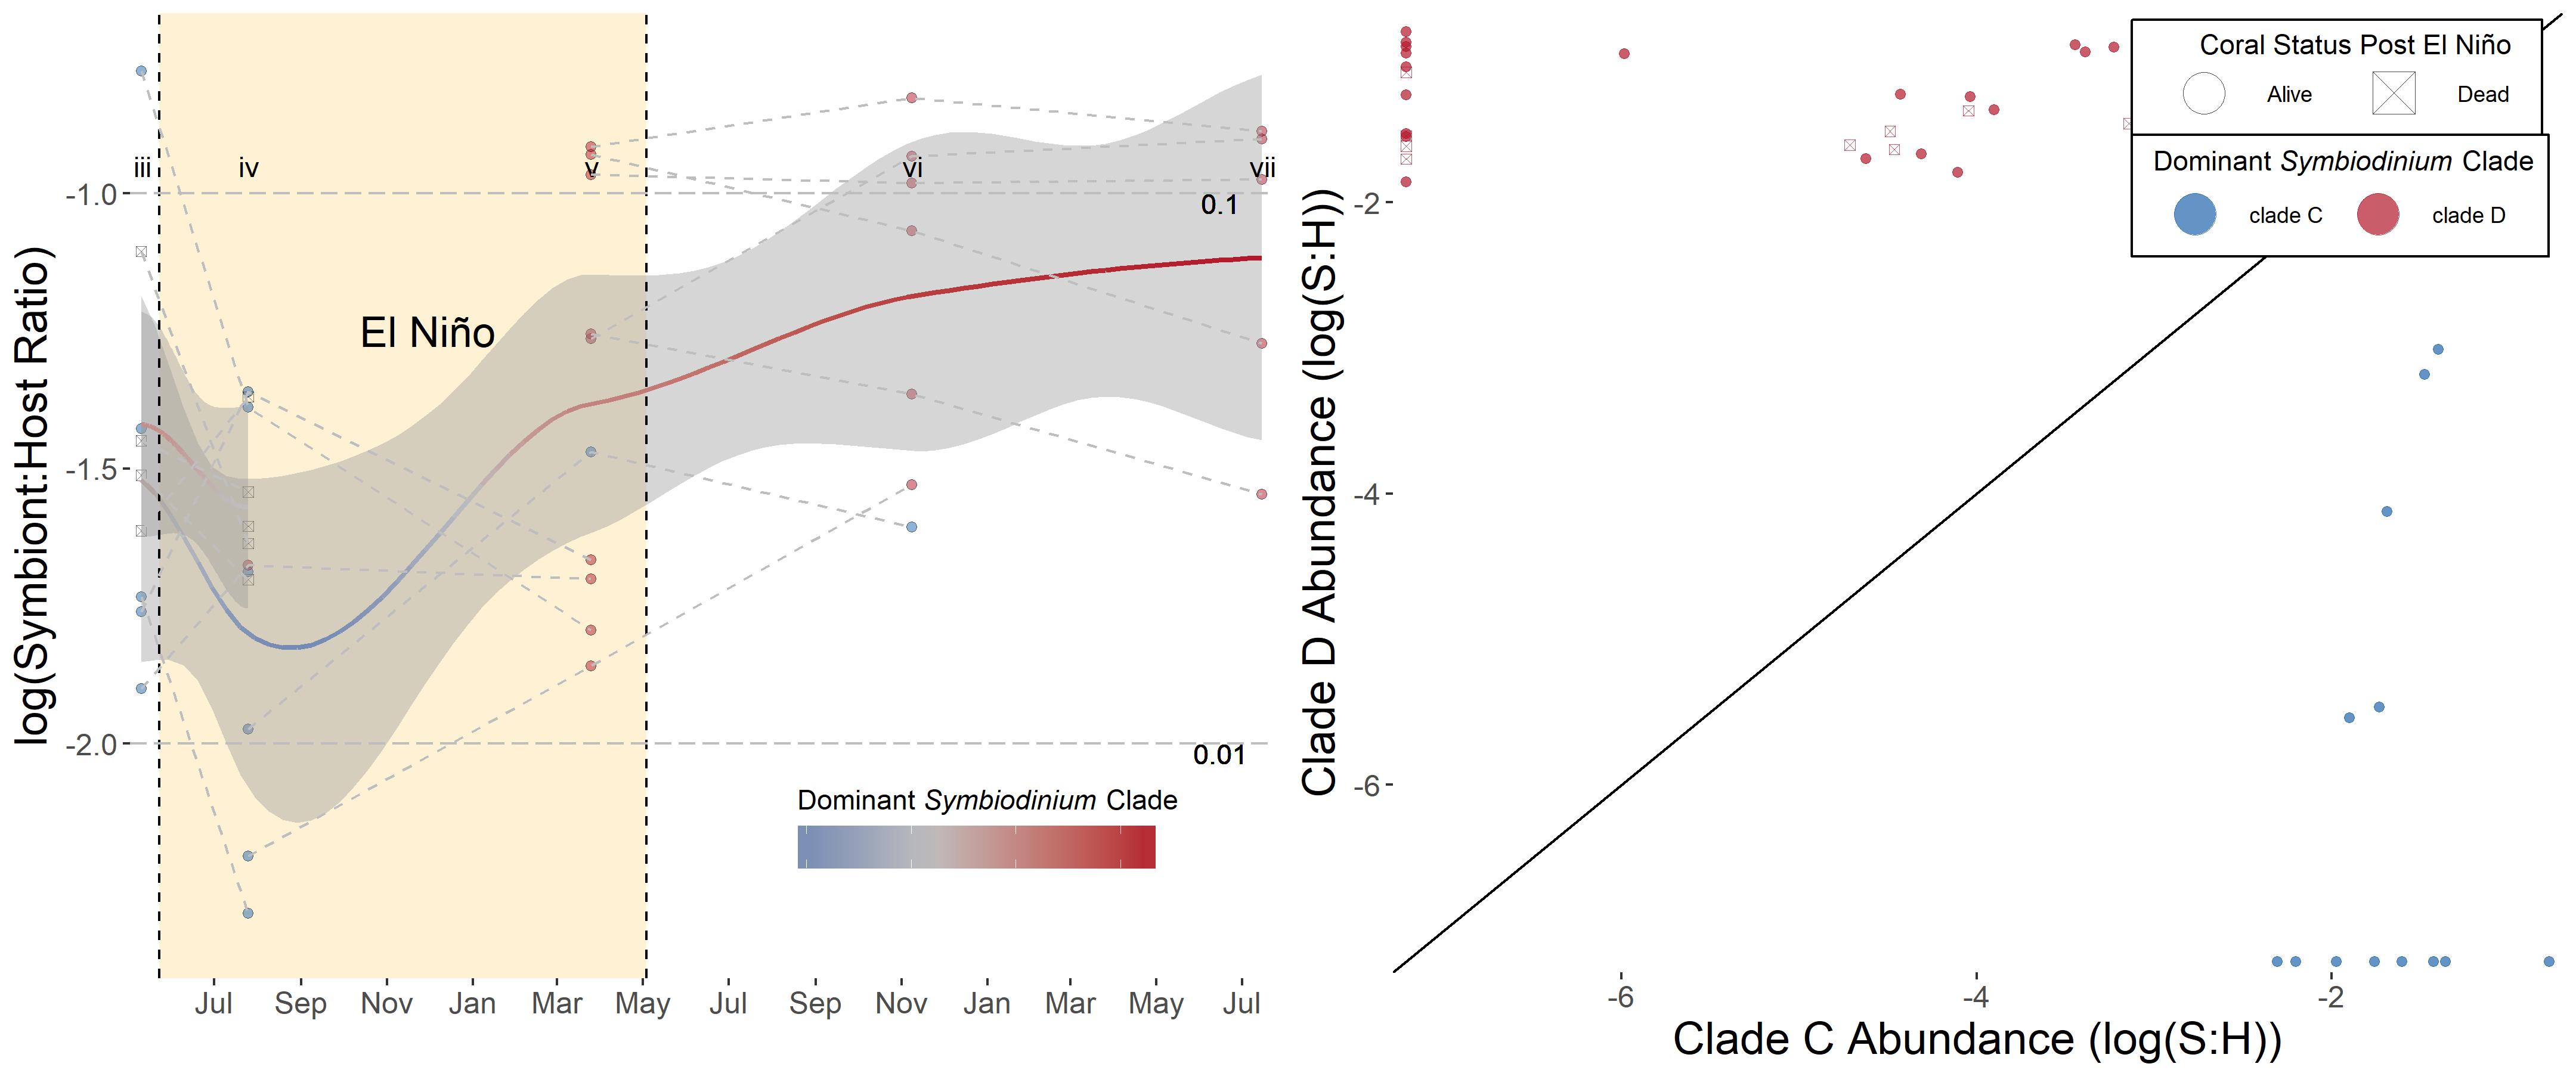 log(Symbiont:Host Ratio)
-1.0
-1.5
-2.0
iii
iv
v
vi
vii
El Niño
0.1
0.01
Dominant Symbiodinium Clade
Jul
Sep
Nov
Jan
Mar
May
Jul
Sep
Nov
Jan
Mar
May
Jul
Clade D Abundance (log(S:H))
-2
-4
-6
Coral Status Post El Niño
Alive
Dead
Dominant Symbiodinium Clade
clade C
clade D
-6
-4
-2
Clade C Abundance (log(S:H))